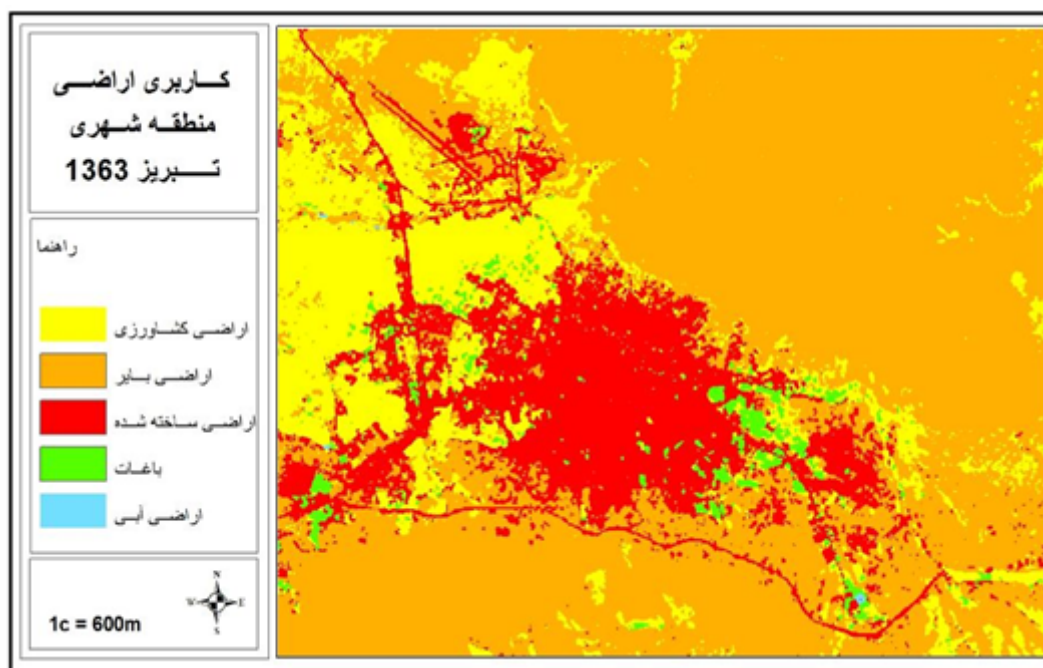 کاربری اراضی
منطقه شهری
تبریز 1363
راهنما
اراضی کشاورزی
اراضی بایر
اراضی ساخته شده
باغات
اراضی آبی
N
W E
S
1c = 600m